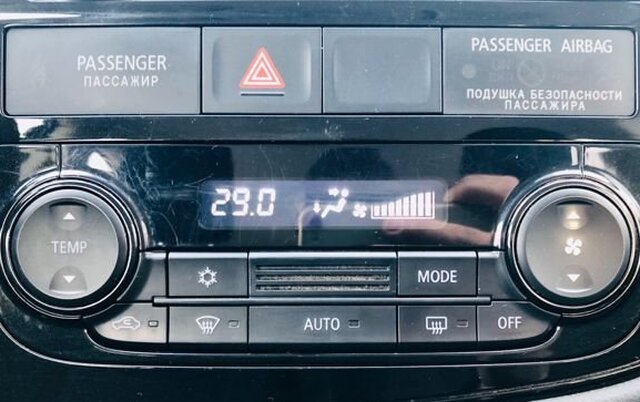 PASSENGER
ПАССАЖИР
PASSENGER AIRBAG
ПОДУШКА БЕЗОПАСНОСТИ
ПАССАЖИРА
29.0
TEMP
MODE
AUTO
OFF